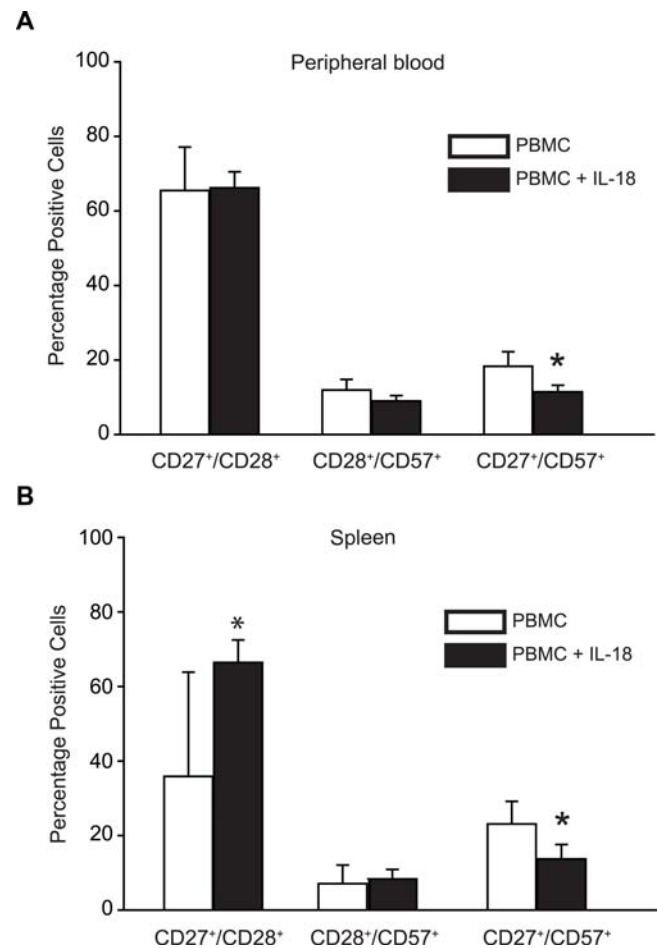 A
Peripheral blood
Percentage Positive Cells
100
80
60
40
20
0
PBMC
PBMC + IL-18
*
CD27⁺/CD28⁺ CD28⁺/CD57⁺ CD27⁺/CD57⁺
B
Spleen
Percentage Positive Cells
100
80
60
40
20
0
PBMC
PBMC + IL-18
*
*
CD27⁺/CD28⁺ CD28⁺/CD57⁺ CD27⁺/CD57⁺